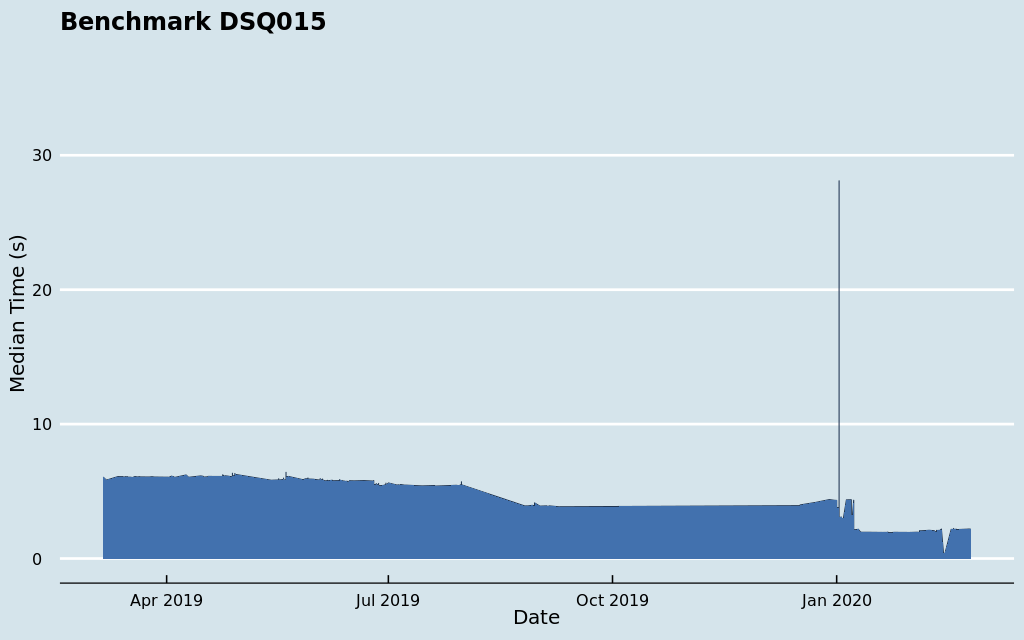 Benchmark DSQ015
Median Time (s)
30
20
10
0
Apr 2019
Jul 2019
Oct 2019
Jan 2020
Date